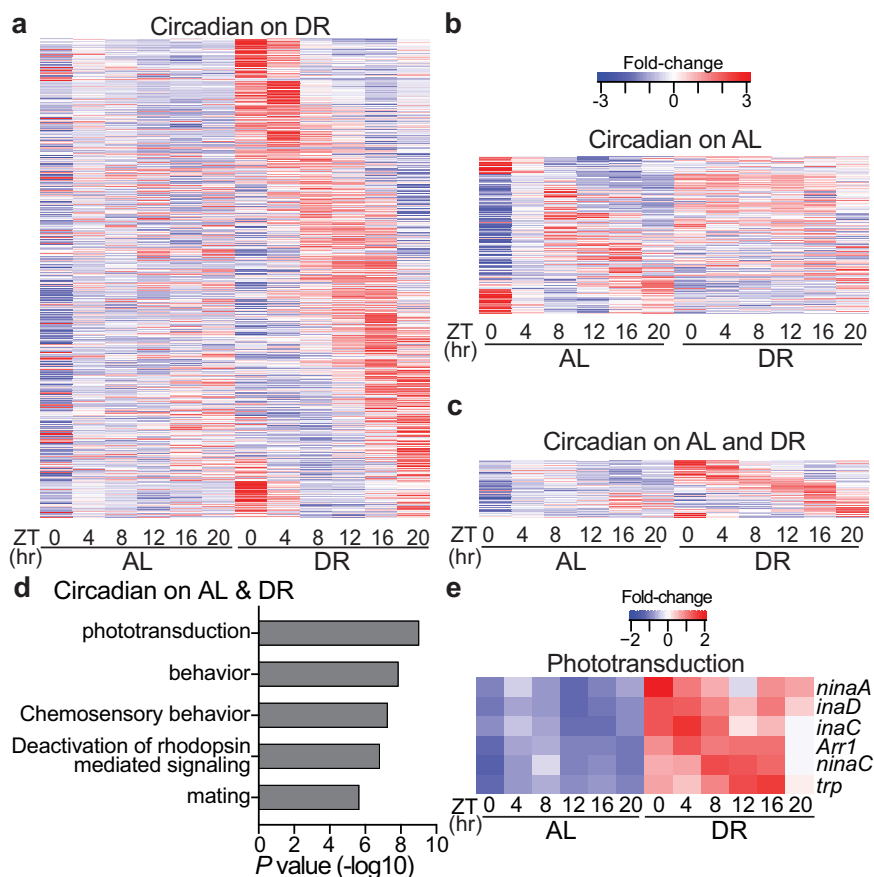 a
Circadian on DR
ZT
(hr)
0 4 8 12 16 20 0 4 8 12 16 20
AL DR
b
Fold-change
-3 0 3
Circadian on AL
ZT
(hr)
0 4 8 12 16 20 0 4 8 12 16 20
AL DR
c
Circadian on AL and DR
ZT
(hr)
0 4 8 12 16 20 0 4 8 12 16 20
AL DR
d
Circadian on AL & DR
phototransduction
behavior
Chemosensory behavior
Deactivation of rhodopsin
mediated signaling
mating
0 2 4 6 8 10
P value (-log10)
e
Fold-change
−2 0 2
Phototransduction
ninaA
inaD
inaC
Arr1
ninaC
trp
ZT
(hr)
0 4 8 12 16 20 0 4 8 12 16 20
AL DR